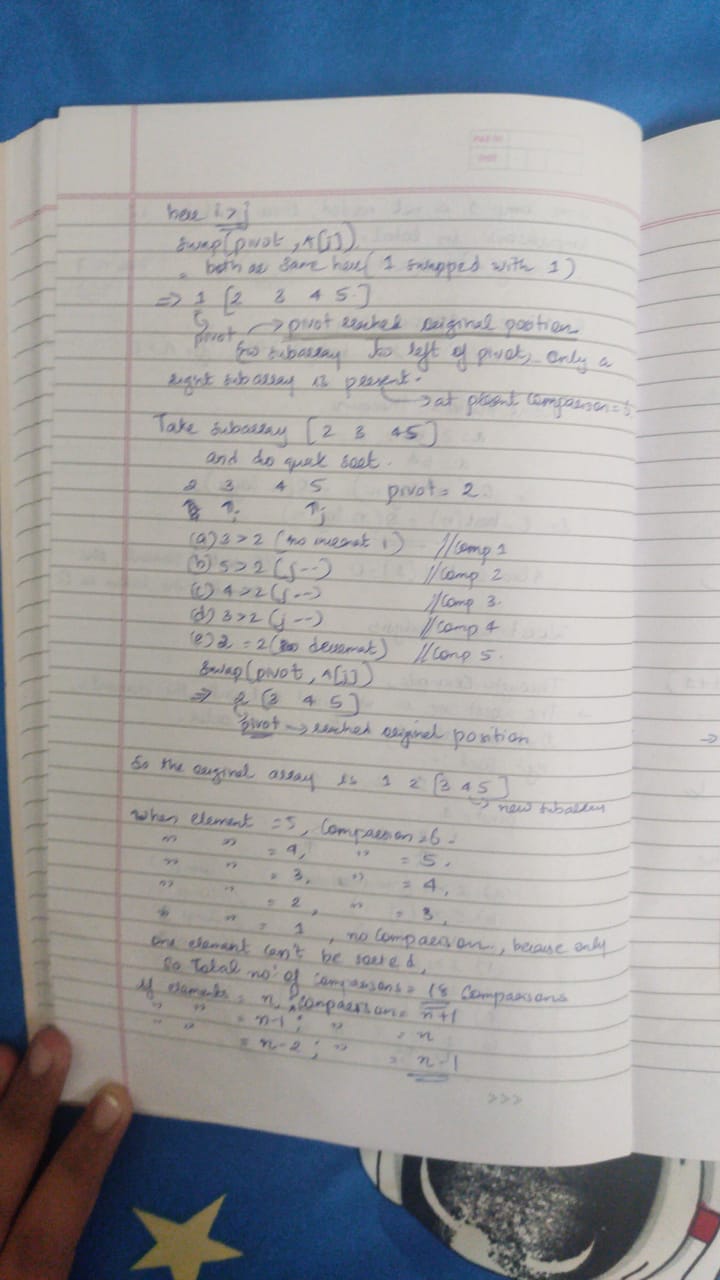 here i > j
swap(pivot, A[j])
= both are same here( 1 swapped with 1)
=> 1 [2 3 4 5]
pivot → pivot reached original position
No subarray to left of pivot, only a
right subarray is present.
→ at present comparison = 6
Take subarray [2 3 4 5]
and do quick sort.
2 3 4 5 pivot = 2
↑i ↑j
(a) 3 > 2 (no increment i) // comp 1
(b) 5 > 2 (j--) // comp 2
(c) 4 > 2 (j--) // comp 3.
(d) 3 > 2 (j--) // comp 4
(e) 2 = 2 (no decrement) // comp 5.
swap(pivot, A[j])
=> 2 [3 4 5]
pivot → reached original position
So the original array is 1 2 [3 4 5]
→ new subarray
When element = 5, comparison = 6.
" " = 4, " = 5.
" " = 3, " = 4,
" " = 2, " = 3,
" " = 1, no comparison, because only
one element can't be sorted.
So Total no: of comparisons = 18 comparisons
If elements = n, comparison = n+1
" " = n-1; " = n
" " = n-2; " = n-1
>>>